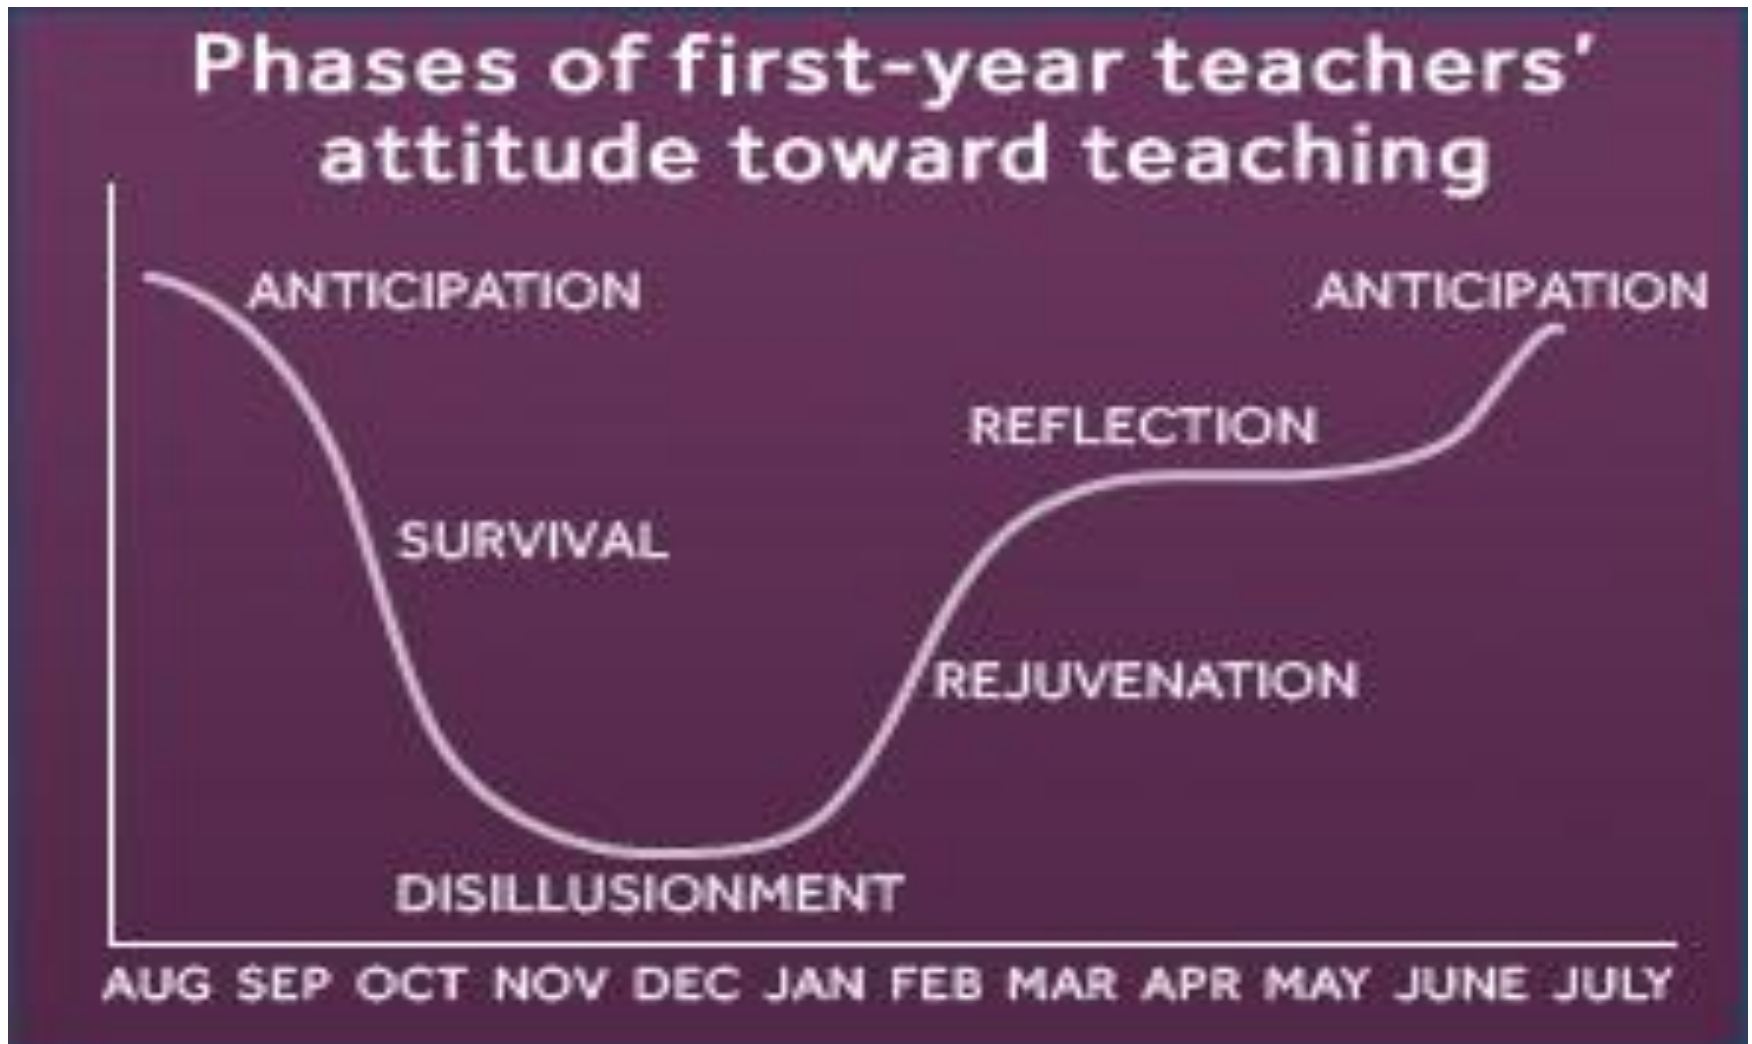 Phases of first-year teachers’
attitude toward teaching
ANTICIPATION
ANTICIPATION
REFLECTION
SURVIVAL
REJUVENATION
DISILLUSIONMENT
AUG SEP OCT NOV DEC JAN FEB MAR APR MAY JUNE JULY